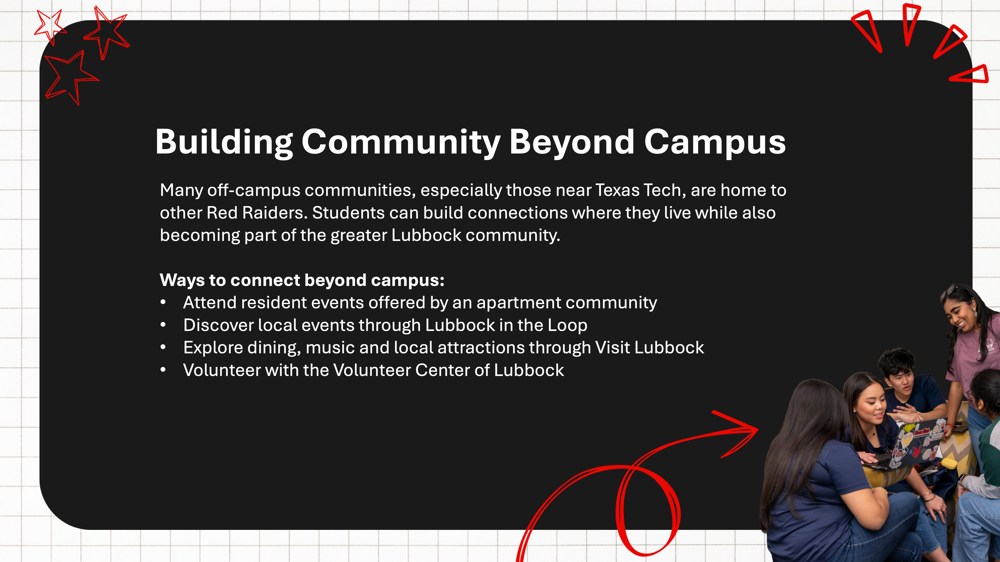 Building Community Beyond Campus
Many off-campus communities, especially those near Texas Tech, are home to
other Red Raiders. Students can build connections where they live while also
becoming part of the greater Lubbock community.
Ways to connect beyond campus:
• Attend resident events offered by an apartment community
• Discover local events through Lubbock in the Loop
• Explore dining, music and local attractions through Visit Lubbock
• Volunteer with the Volunteer Center of Lubbock